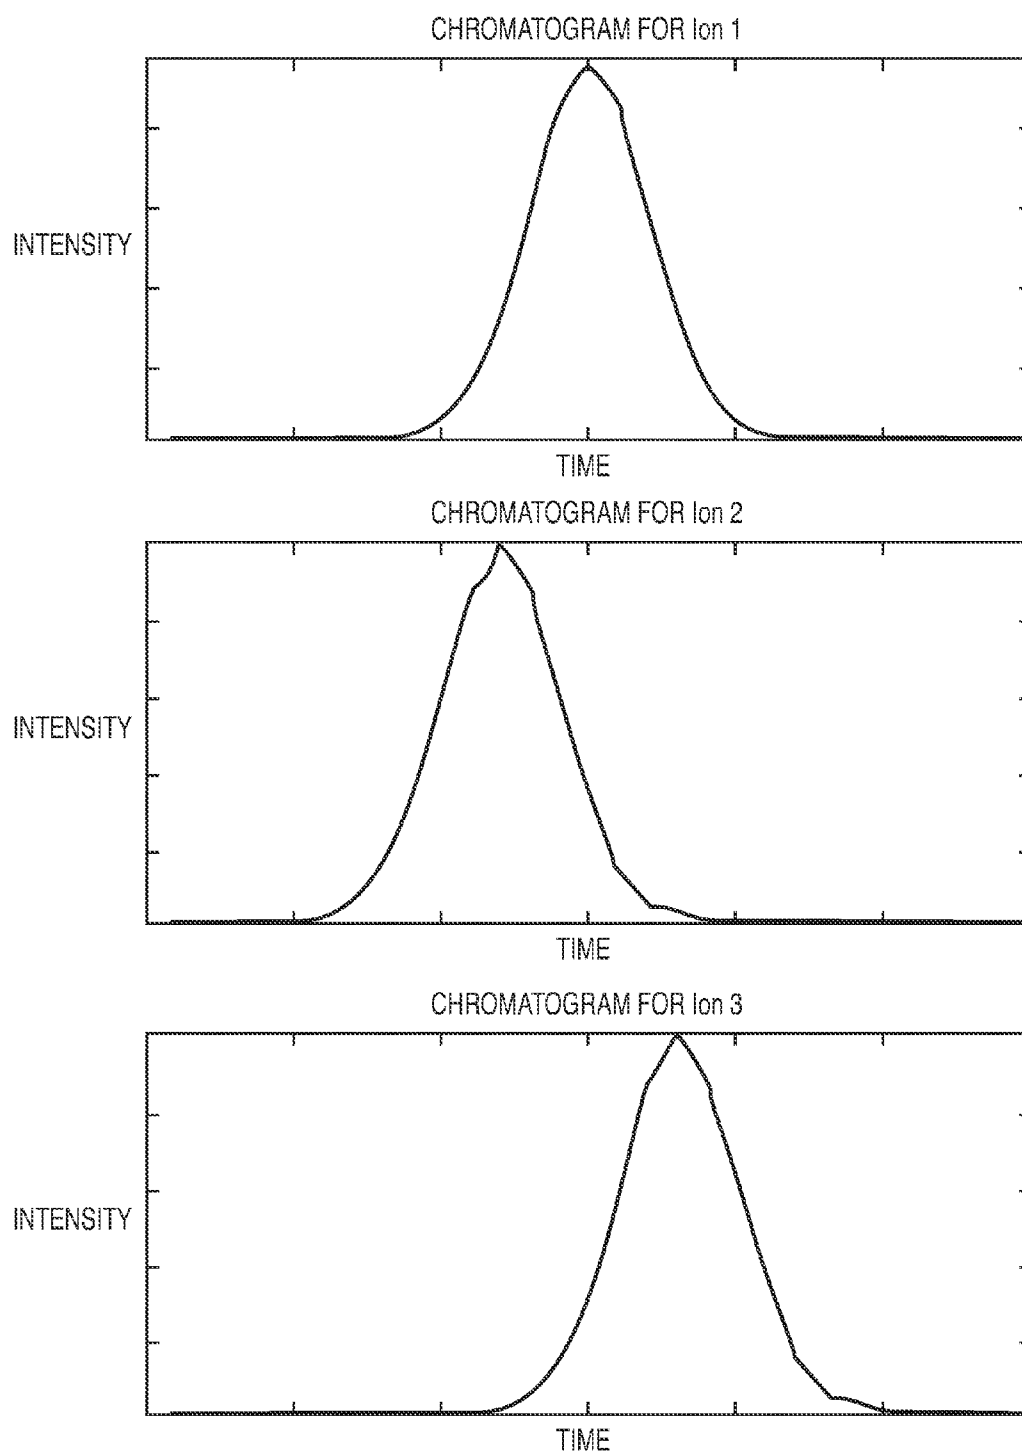 CHROMATOGRAM FOR Ion 1
INTENSITY
TIME
CHROMATOGRAM FOR Ion 2
INTENSITY
TIME
CHROMATOGRAM FOR Ion 3
INTENSITY
TIME